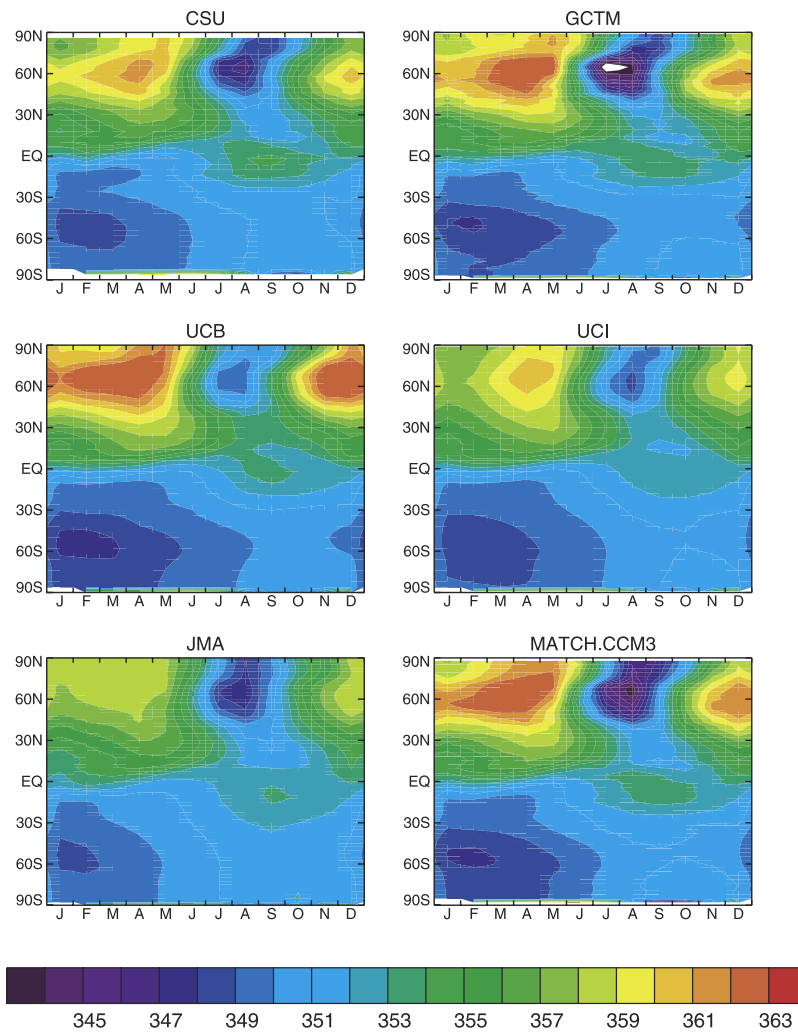 CSU
GCTM
90N
60N
30N
EQ
30S
60S
90S
J F M A M J J A S O N D
90N
60N
30N
EQ
30S
60S
90S
J F M A M J J A S O N D
UCB
UCI
90N
60N
30N
EQ
30S
60S
90S
J F M A M J J A S O N D
90N
60N
30N
EQ
30S
60S
90S
J F M A M J J A S O N D
JMA
MATCH.CCM3
90N
60N
30N
EQ
30S
60S
90S
J F M A M J J A S O N D
90N
60N
30N
EQ
30S
60S
90S
J F M A M J J A S O N D
345 347 349 351 353 355 357 359 361 363